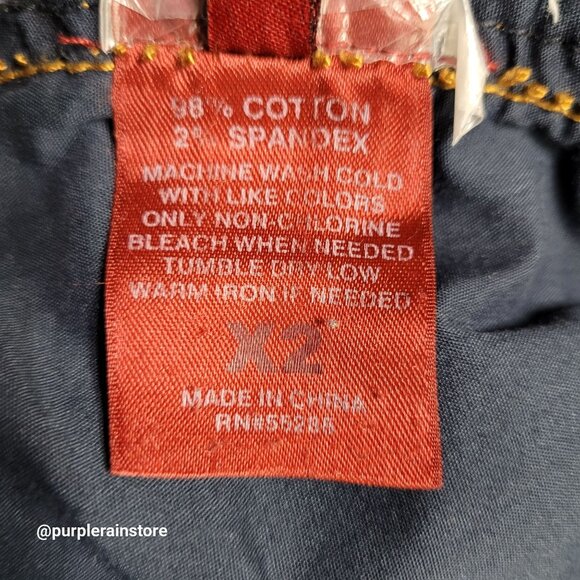 98% COTTON
2% SPANDEX
MACHINE WASH COLD
WITH LIKE COLORS
ONLY NON-CHLORINE
BLEACH WHEN NEEDED
TUMBLE DRY LOW
WARM IRON IF NEEDED
X2
MADE IN CHINA
@purplerainstore